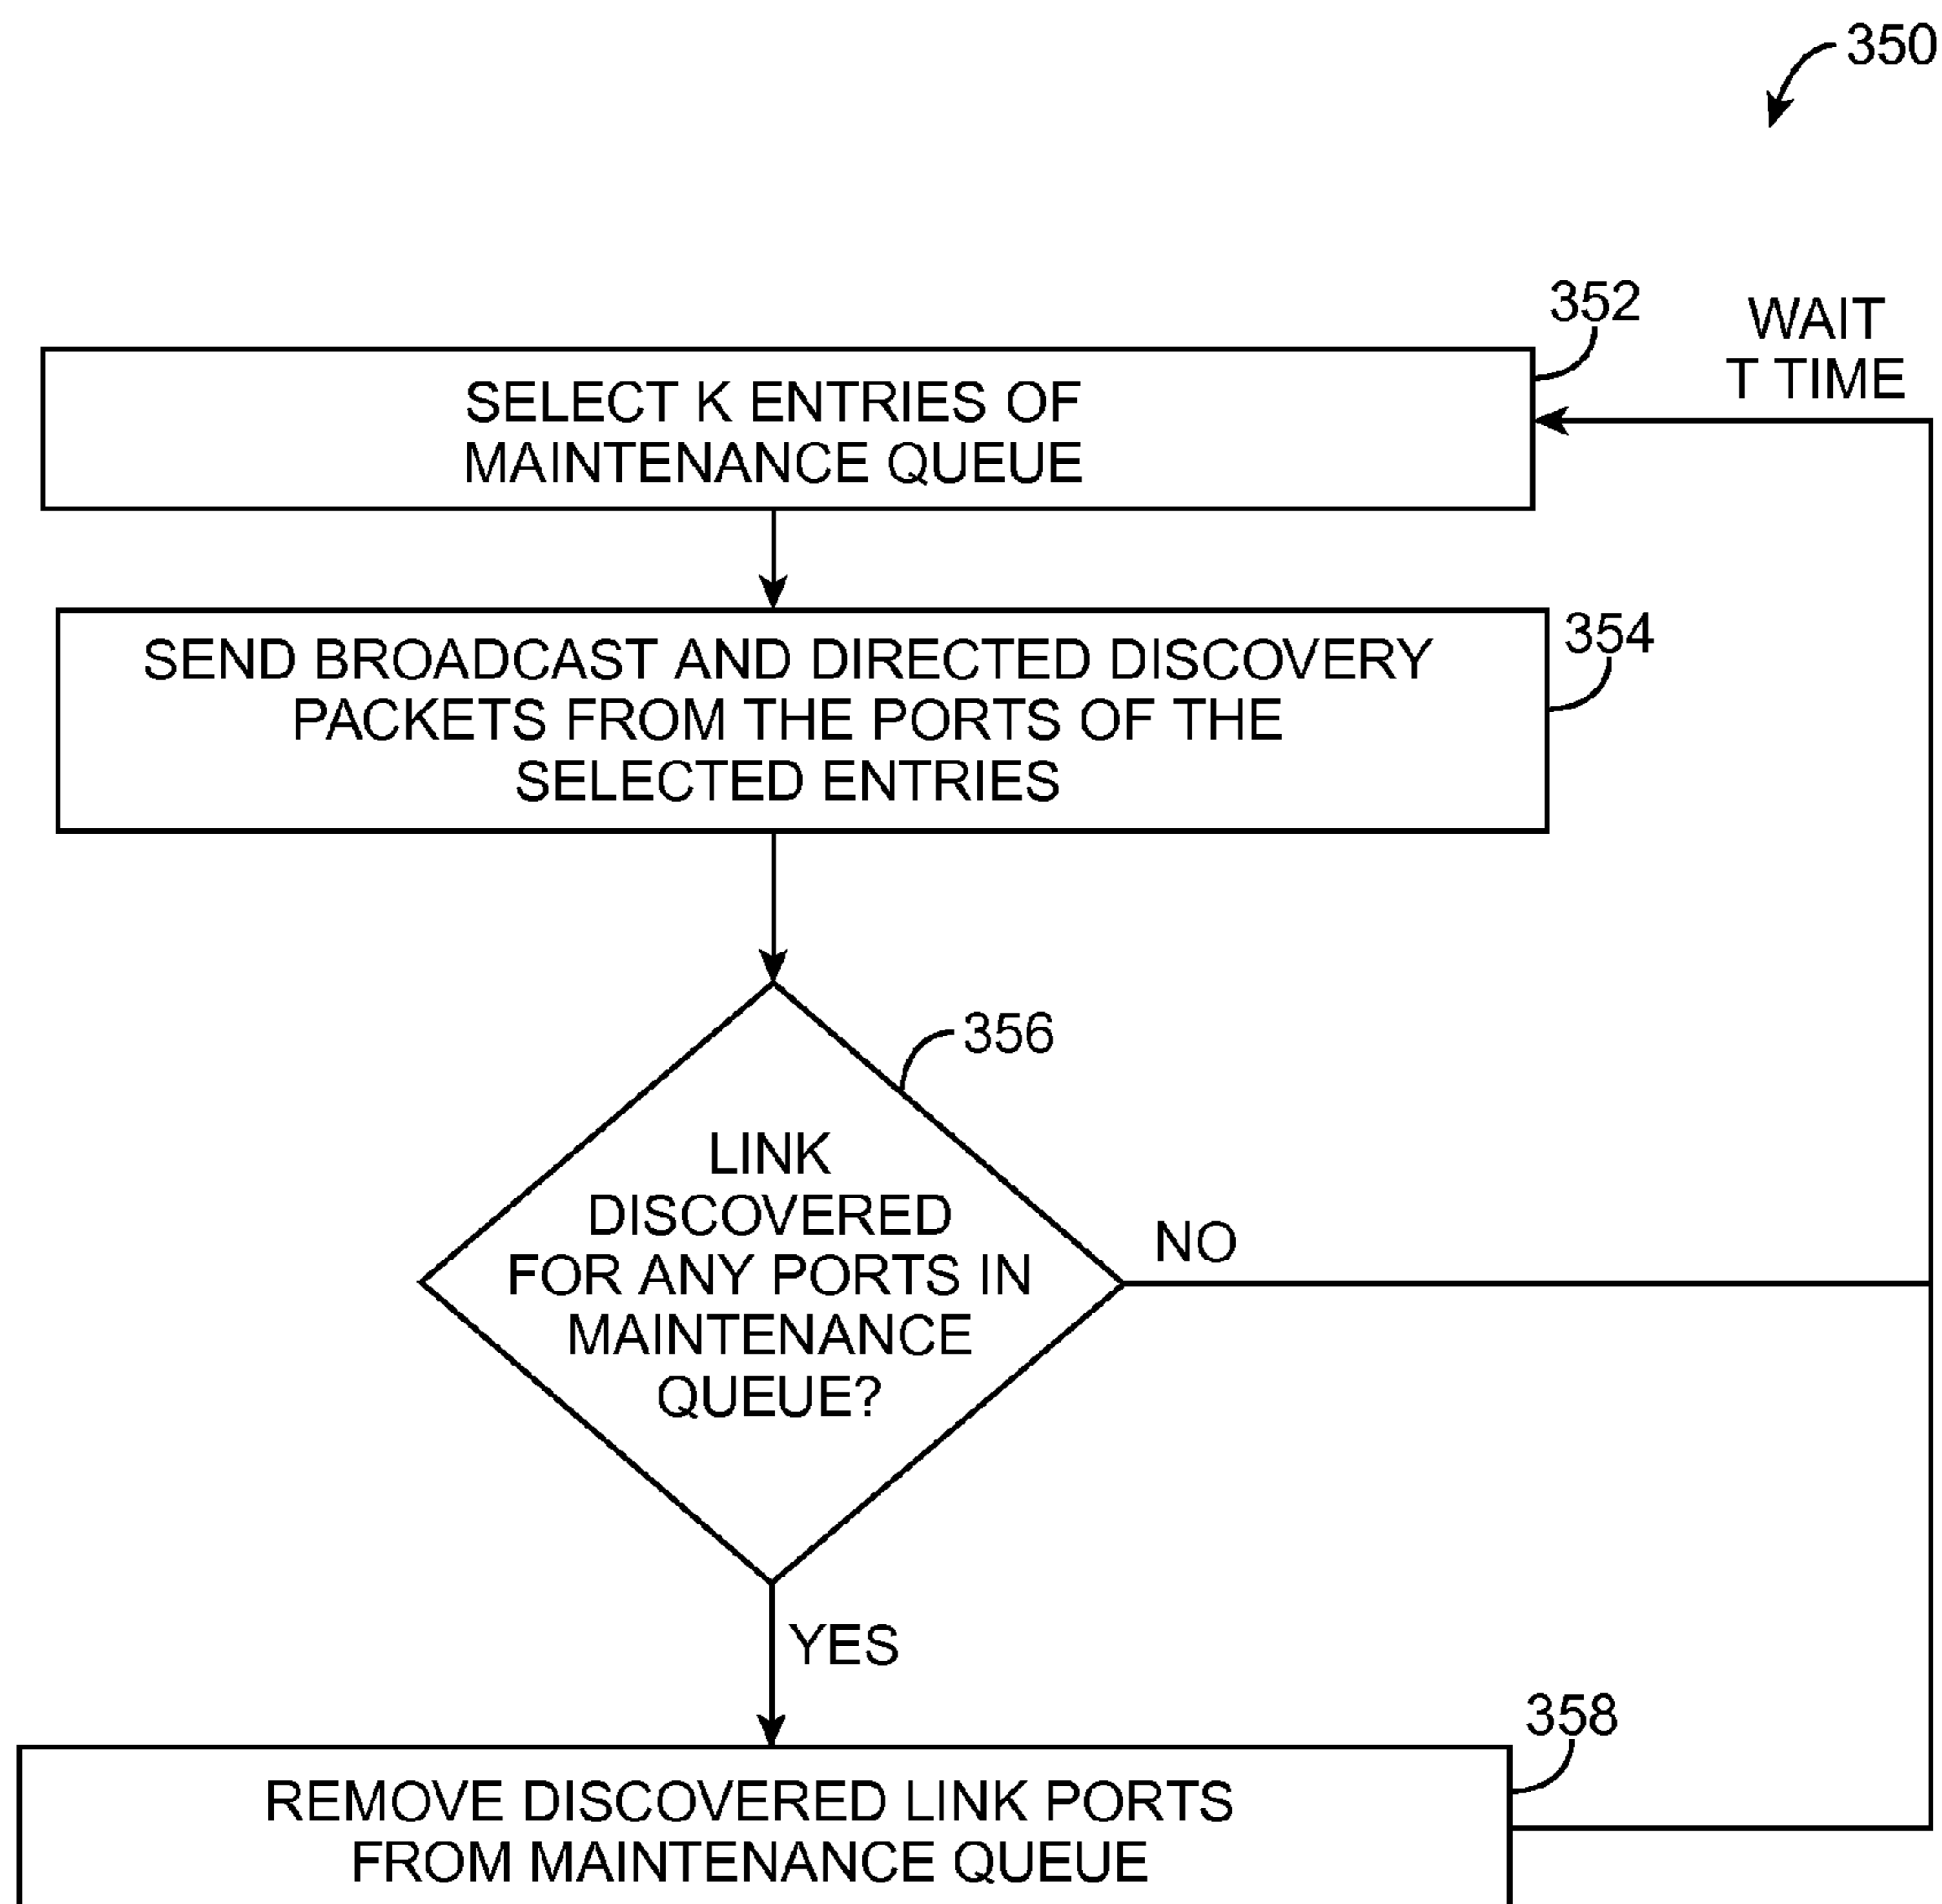 350
352
WAIT
T TIME
SELECT K ENTRIES OF
MAINTENANCE QUEUE
354
SEND BROADCAST AND DIRECTED DISCOVERY
PACKETS FROM THE PORTS OF THE
SELECTED ENTRIES
356
LINK
DISCOVERED
FOR ANY PORTS IN
MAINTENANCE
QUEUE?
NO
YES
358
REMOVE DISCOVERED LINK PORTS
FROM MAINTENANCE QUEUE